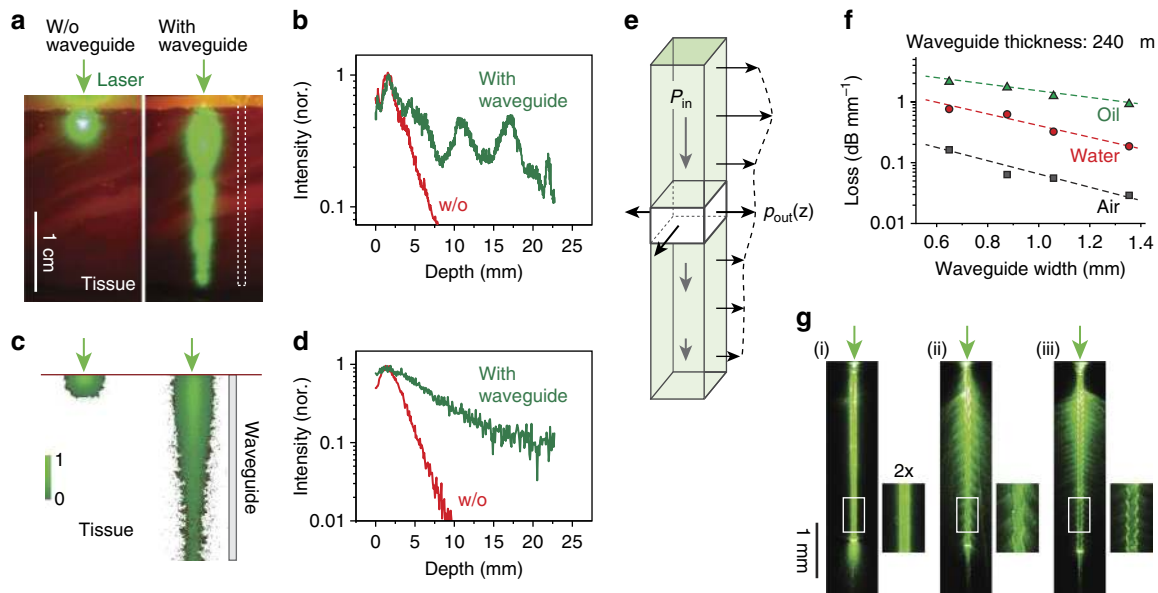 a
W/o
waveguide
With
waveguide
Laser
1 cm
Tissue
b
Intensity (nor.)
1
0.1
With
waveguide
w/o
0 5 10 15 20 25
Depth (mm)
c
1
0
Tissue
Waveguide
d
Intensity (nor.)
1
0.1
0.01
With
waveguide
w/o
0 5 10 15 20 25
Depth (mm)
e
Pin
pout(z)
f
Waveguide thickness: 240 m
Loss (dB mm⁻¹)
1
0.1
0.01
Oil
Water
Air
0.6 0.8 1.0 1.2 1.4
Waveguide width (mm)
g
(i)
(ii)
(iii)
2x
1 mm